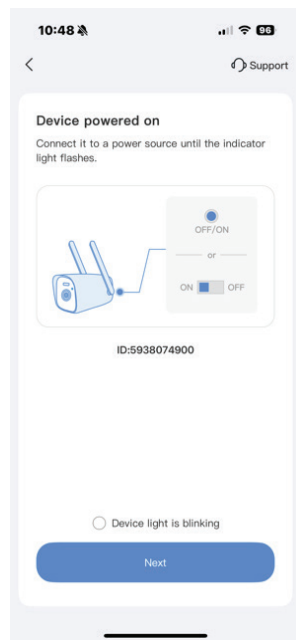 10:48
96
Support
Device powered on
Connect it to a power source until the indicator
light flashes.
OFF/ON
or
ON OFF
ID:5938074900
Device light is blinking
Next